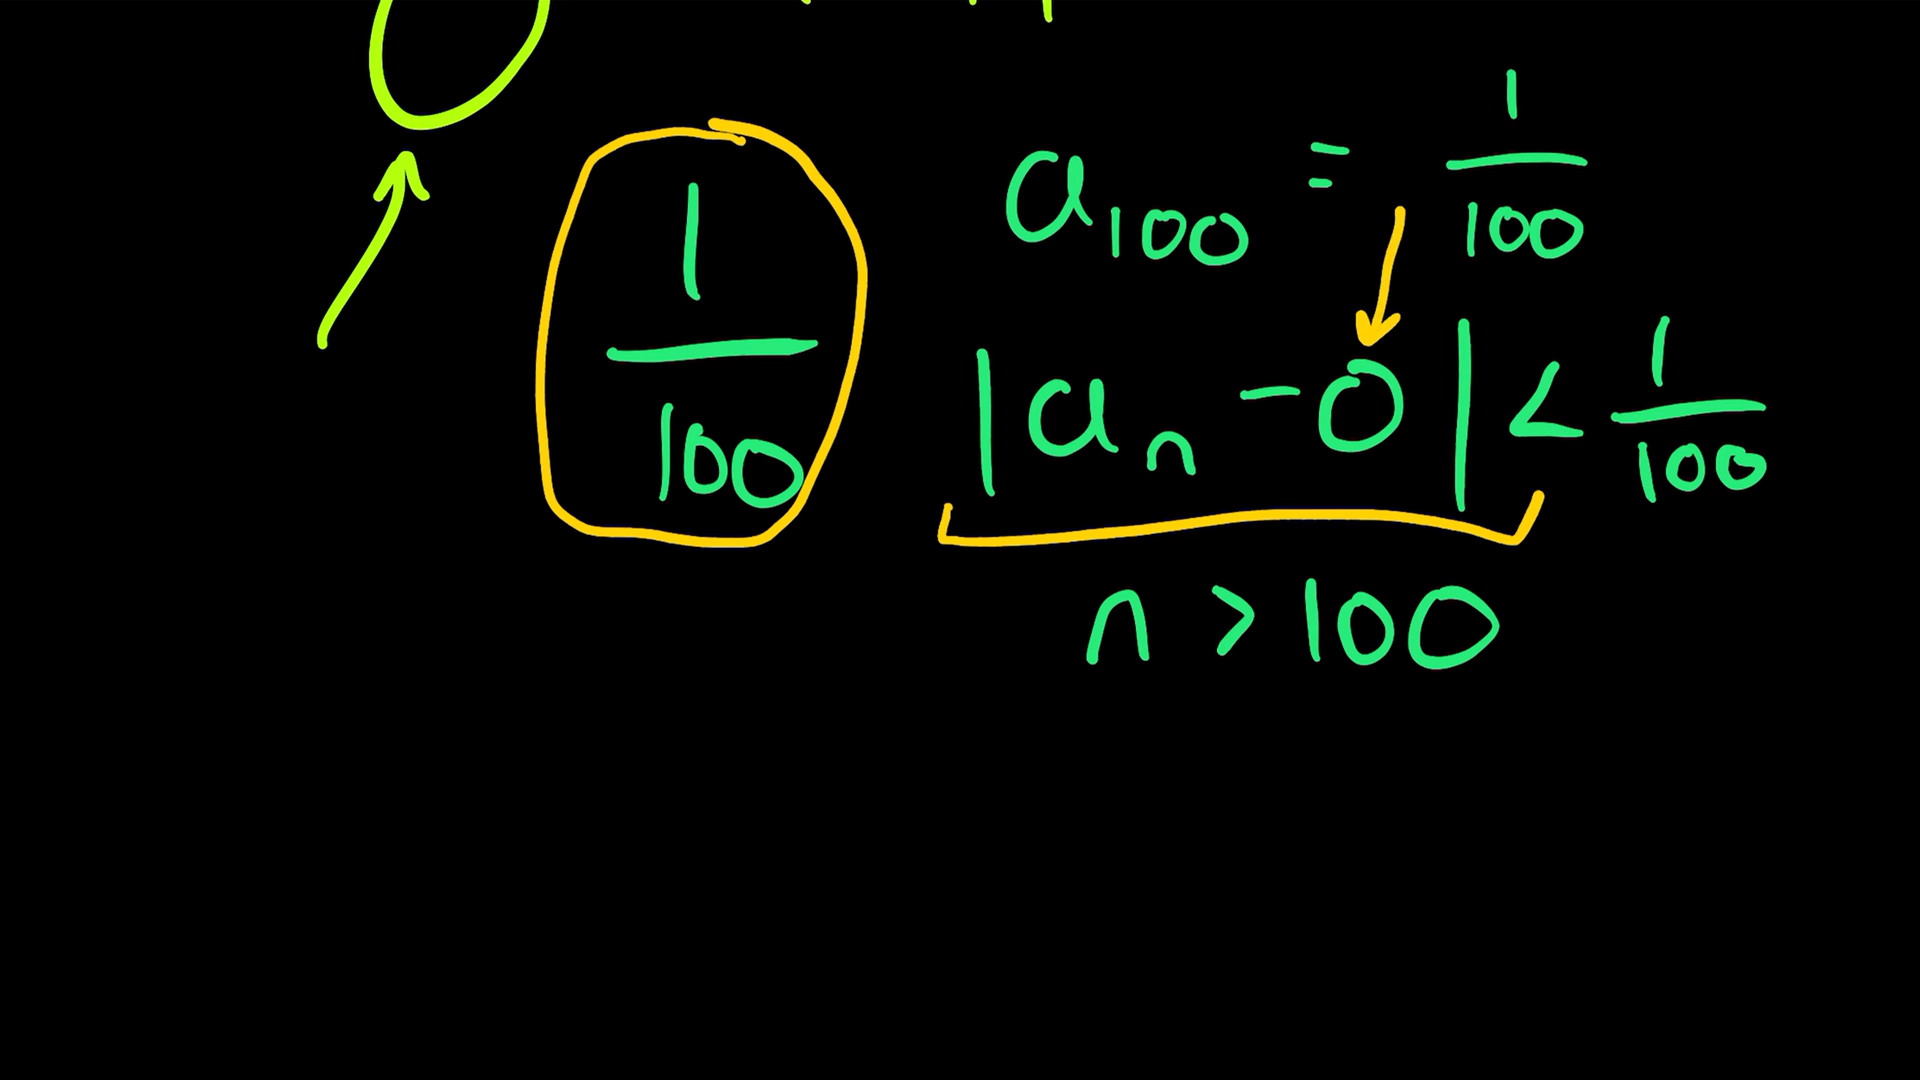 a₁₀₀ = 1/100
1/100
|aₙ - 0| < 1/100
n > 100